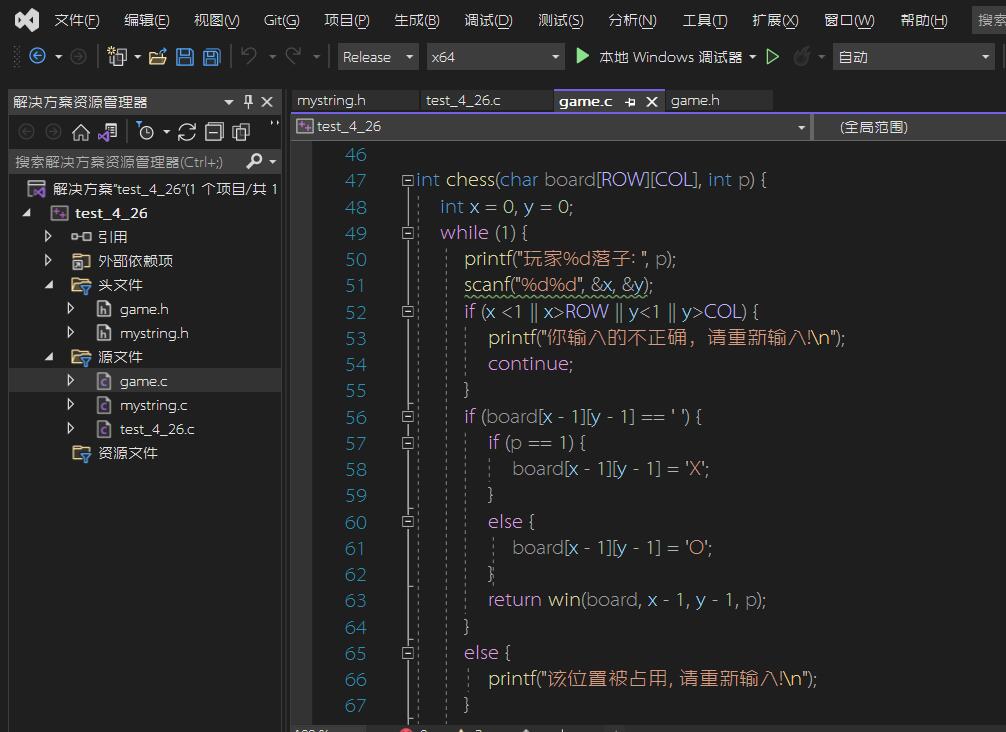 文件(F) 编辑(E) 视图(V) Git(G) 项目(P) 生成(B) 调试(D) 测试(S) 分析(N) 工具(T) 扩展(X) 窗口(W) 帮助(H) 搜索
Release x64 本地 Windows 调试器 自动
解决方案资源管理器
mystring.h test_4_26.c game.c game.h
test_4_26 (全局范围)
搜索解决方案资源管理器(Ctrl+;)
解决方案"test_4_26"(1 个项目/共 1
test_4_26
引用
外部依赖项
头文件
game.h
mystring.h
源文件
game.c
mystring.c
test_4_26.c
资源文件
46
47 int chess(char board[ROW][COL], int p) {
48 int x = 0, y = 0;
49 while (1) {
50 printf("玩家%d落子: ", p);
51 scanf("%d%d", &x, &y);
52 if (x <1 || x>ROW || y<1 || y>COL) {
53 printf("你输入的不正确，请重新输入!\n");
54 continue;
55 }
56 if (board[x - 1][y - 1] == ' ') {
57 if (p == 1) {
58 board[x - 1][y - 1] = 'X';
59 }
60 else {
61 board[x - 1][y - 1] = 'O';
62 }
63 return win(board, x - 1, y - 1, p);
64 }
65 else {
66 printf("该位置被占用, 请重新输入!\n");
67 }